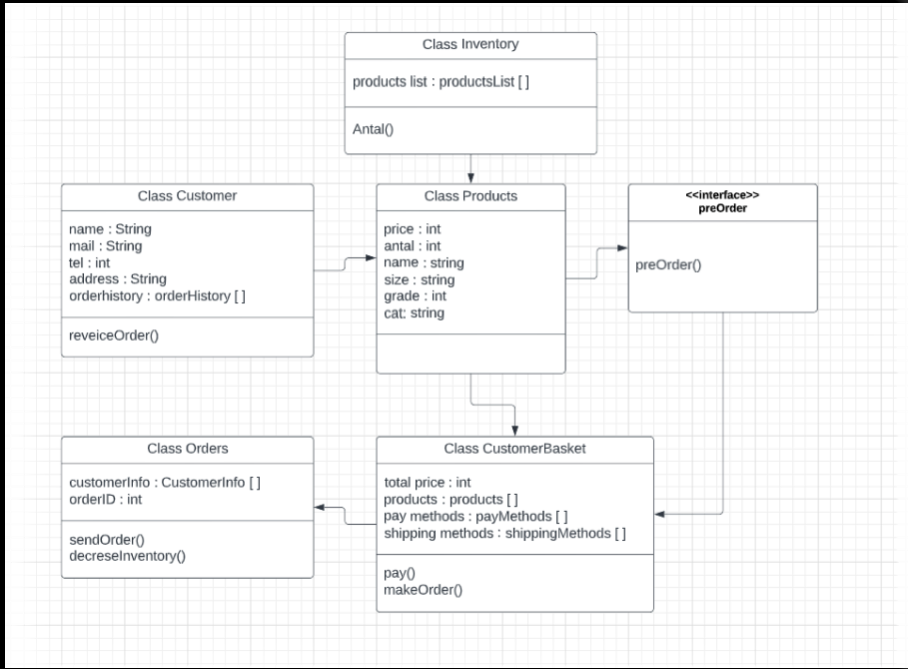 Class Inventory
products list : productsList [ ]
Antal()
Class Customer
name : String
mail : String
tel : int
address : String
orderhistory : orderHistory [ ]
reveiceOrder()
Class Products
price : int
antal : int
name : string
size : string
grade : int
cat: string
<<interface>>
preOrder
preOrder()
Class Orders
customerInfo : CustomerInfo [ ]
orderID : int
sendOrder()
decreseInventory()
Class CustomerBasket
total price : int
products : products [ ]
pay methods : payMethods [ ]
shipping methods : shippingMethods [ ]
pay()
makeOrder()